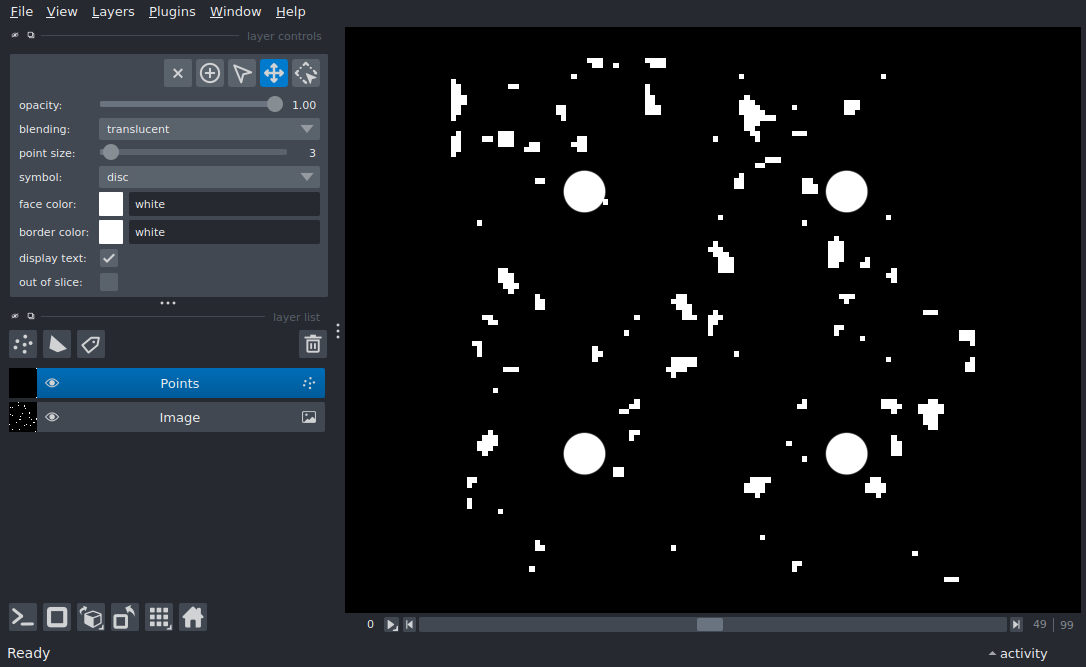 File View Layers Plugins Window Help
layer controls
opacity: 1.00
blending: translucent
point size: 3
symbol: disc
face color: white
border color: white
display text:
out of slice:
layer list
Points
Image
0 49 99
Ready activity